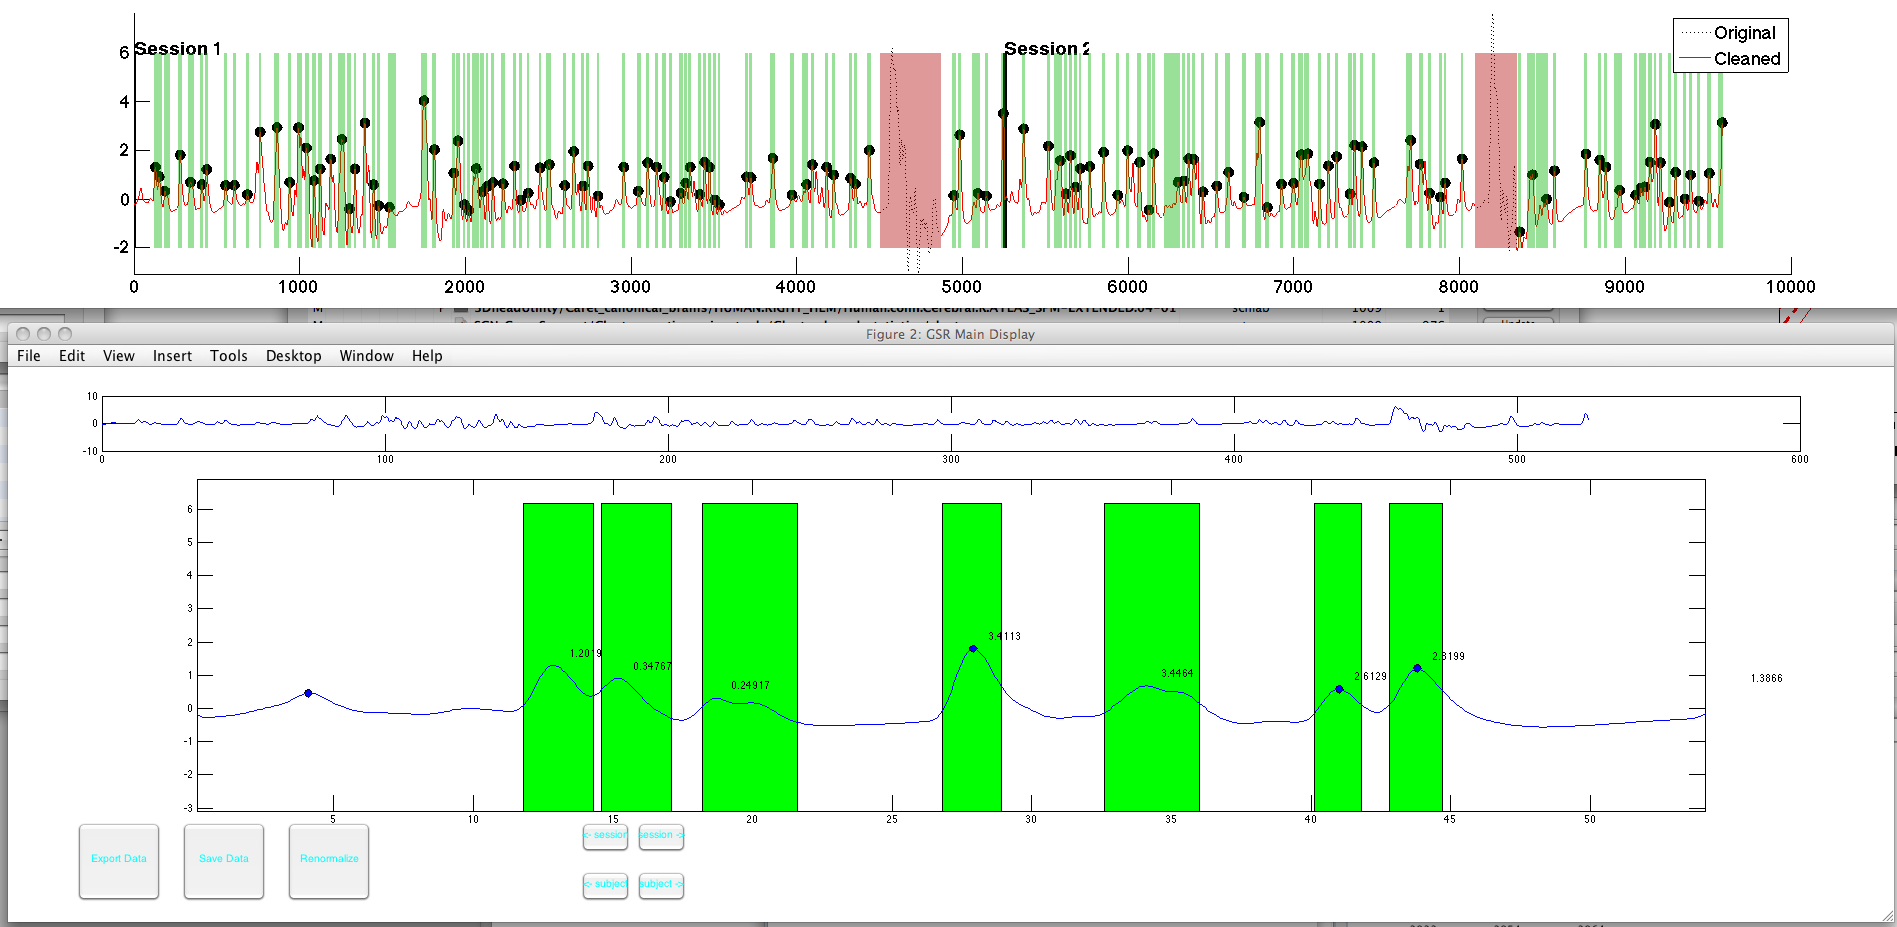 Session 1
Session 2
Original
Cleaned
6
4
2
0
-2
0 1000 2000 3000 4000 5000 6000 7000 8000 9000 10000
Figure 2: GSR Main Display
File Edit View Insert Tools Desktop Window Help
10
0
-10
0 100 200 300 400 500 600
6
5
4
3
2
1
0
-1
-2
-3
1.2019
0.34767
0.24917
3.4113
3.4464
2.6129
2.8199
1.3866
5 10 15 20 25 30 35 40 45 50
Export Data
Save Data
Renormalize
<- session
session ->
<- subject
subject ->